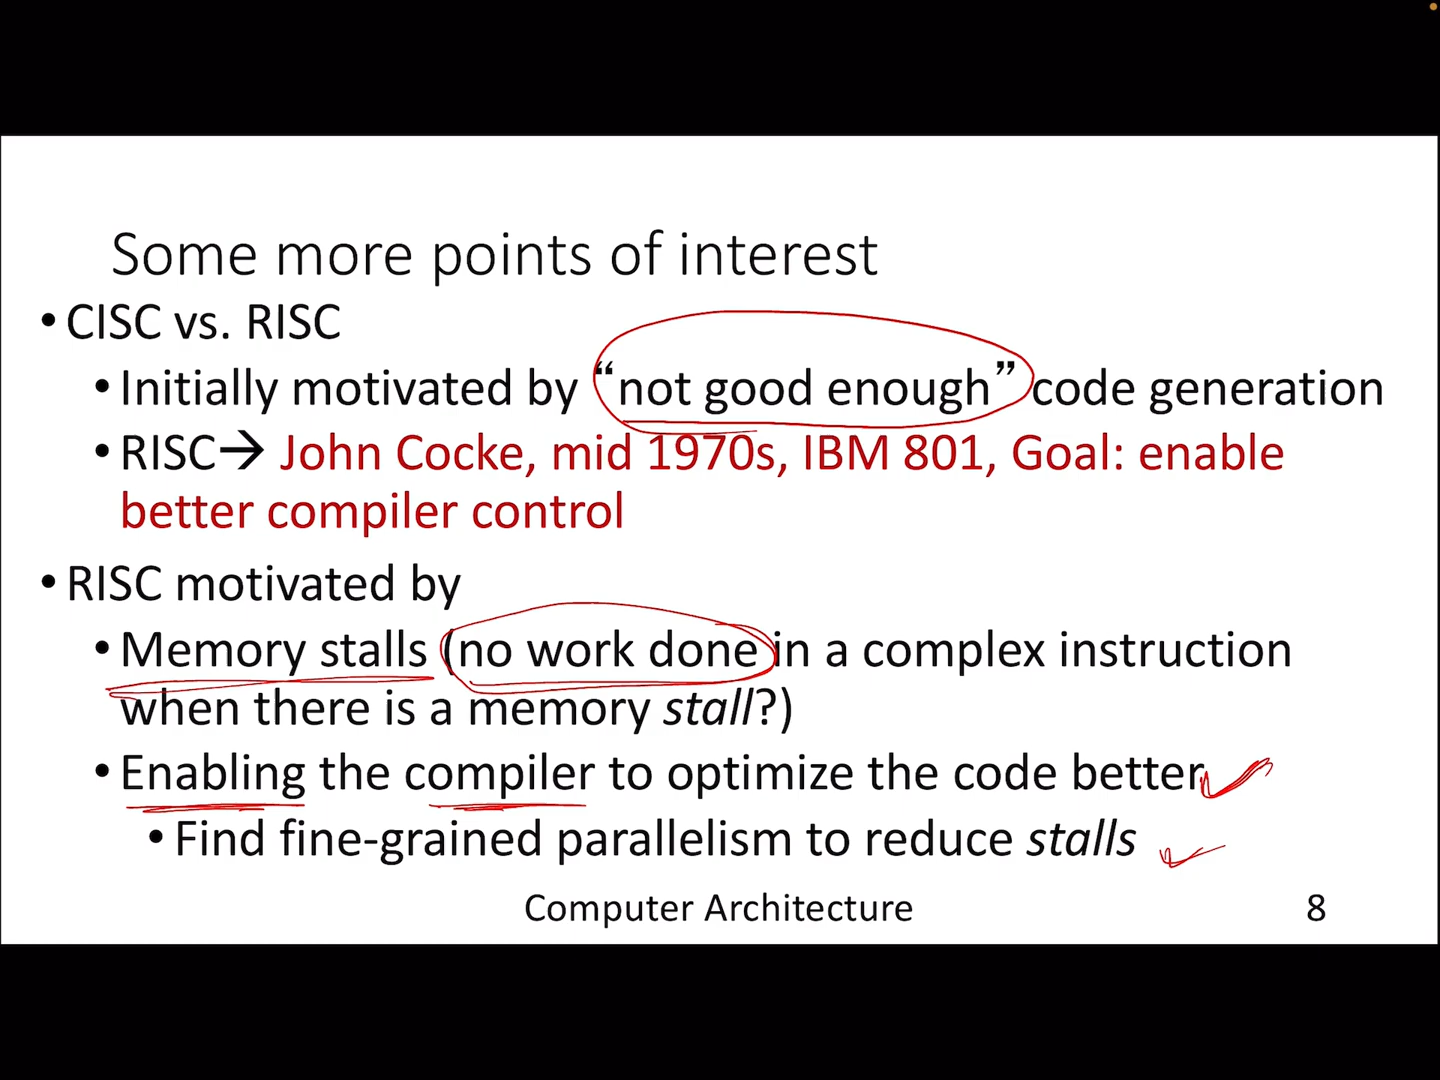 Some more points of interest
• CISC vs. RISC
• Initially motivated by “not good enough” code generation
• RISC→ John Cocke, mid 1970s, IBM 801, Goal: enable
better compiler control
• RISC motivated by
• Memory stalls (no work done in a complex instruction
when there is a memory stall?)
• Enabling the compiler to optimize the code better
• Find fine-grained parallelism to reduce stalls
Computer Architecture
8